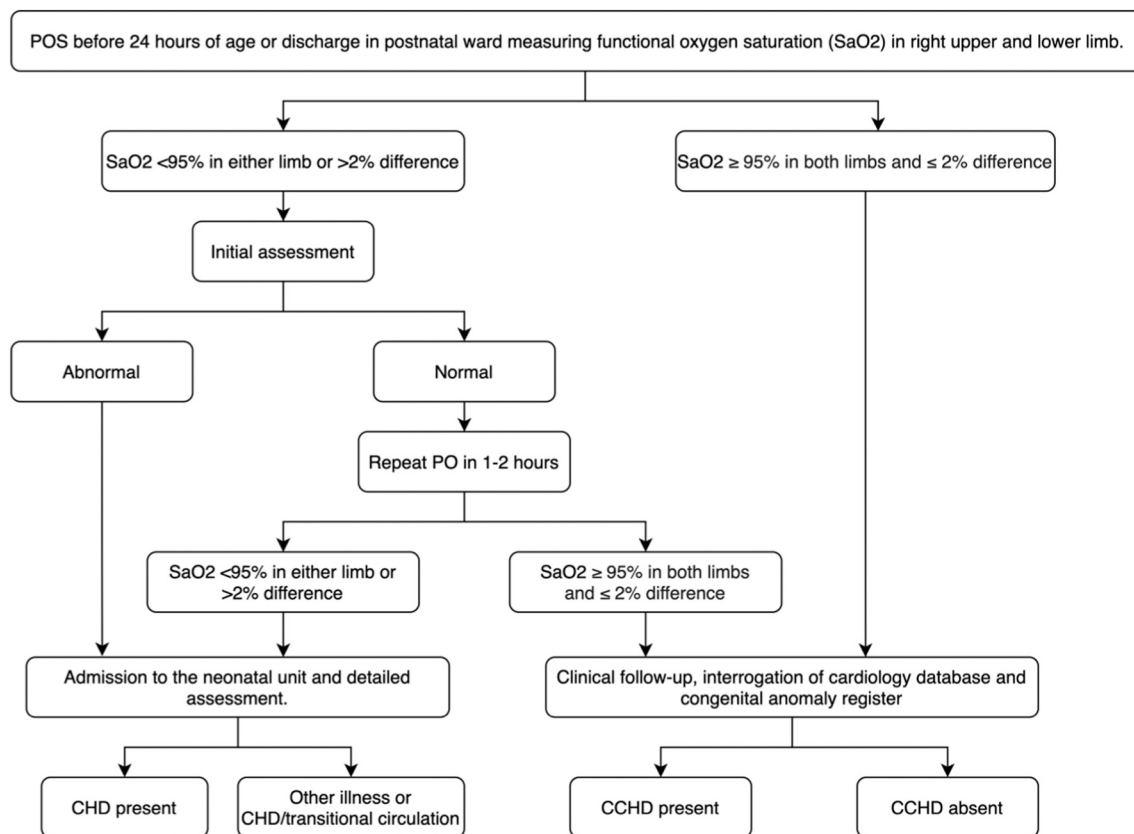 POS before 24 hours of age or discharge in postnatal ward measuring functional oxygen saturation (SaO2) in right upper and lower limb.
SaO2 <95% in either limb or >2% difference
SaO2 ≥ 95% in both limbs and ≤ 2% difference
Initial assessment
Abnormal
Normal
Repeat PO in 1-2 hours
SaO2 <95% in either limb or
>2% difference
SaO2 ≥ 95% in both limbs
and ≤ 2% difference
Admission to the neonatal unit and detailed
assessment.
Clinical follow-up, interrogation of cardiology database and
congenital anomaly register
CHD present
Other illness or
CHD/transitional circulation
CCHD present
CCHD absent